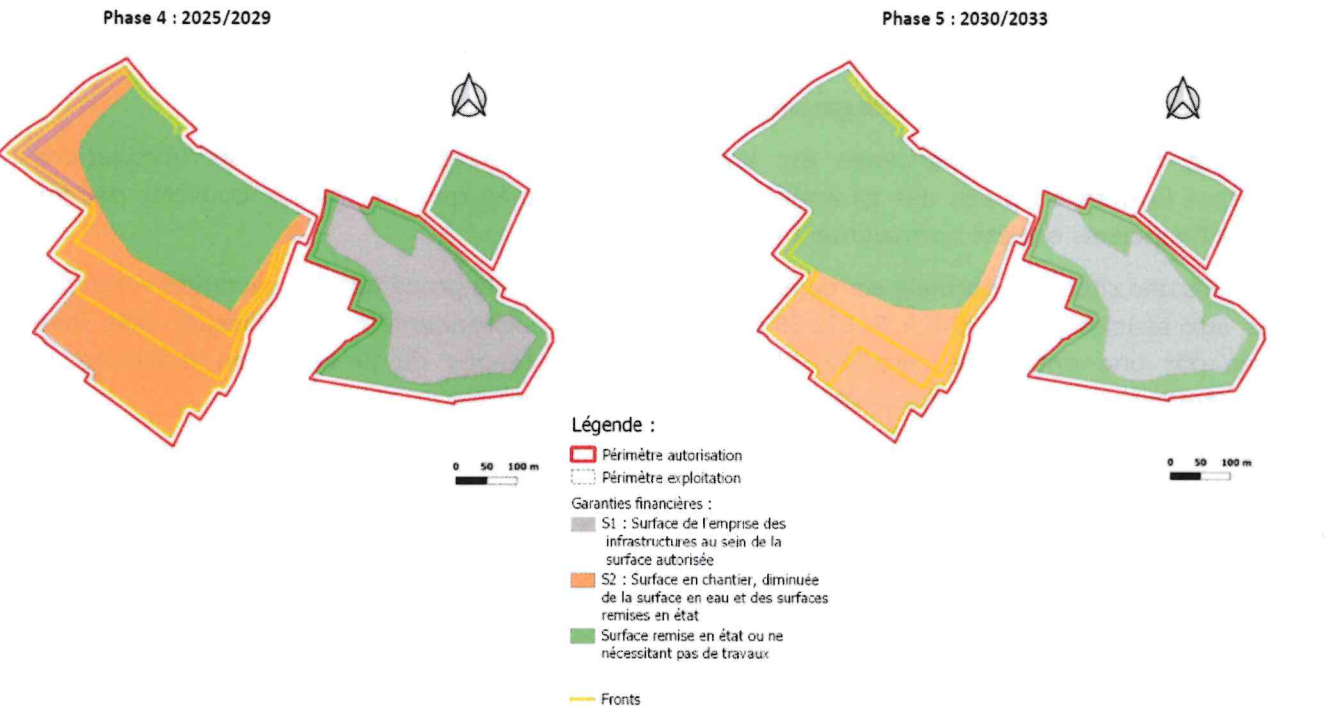 Phase 4 : 2025/2029
Phase 5 : 2030/2033
0 50 100 m
0 50 100 m
Légende :
Périmètre autorisation
Périmètre exploitation
Garanties financières :
S1 : Surface de l'emprise des
infrastructures au sein de la
surface autorisée
S2 : Surface en chantier, diminuée
de la surface en eau et des surfaces
remises en état
Surface remise en état ou ne
nécessitant pas de travaux
Fronts